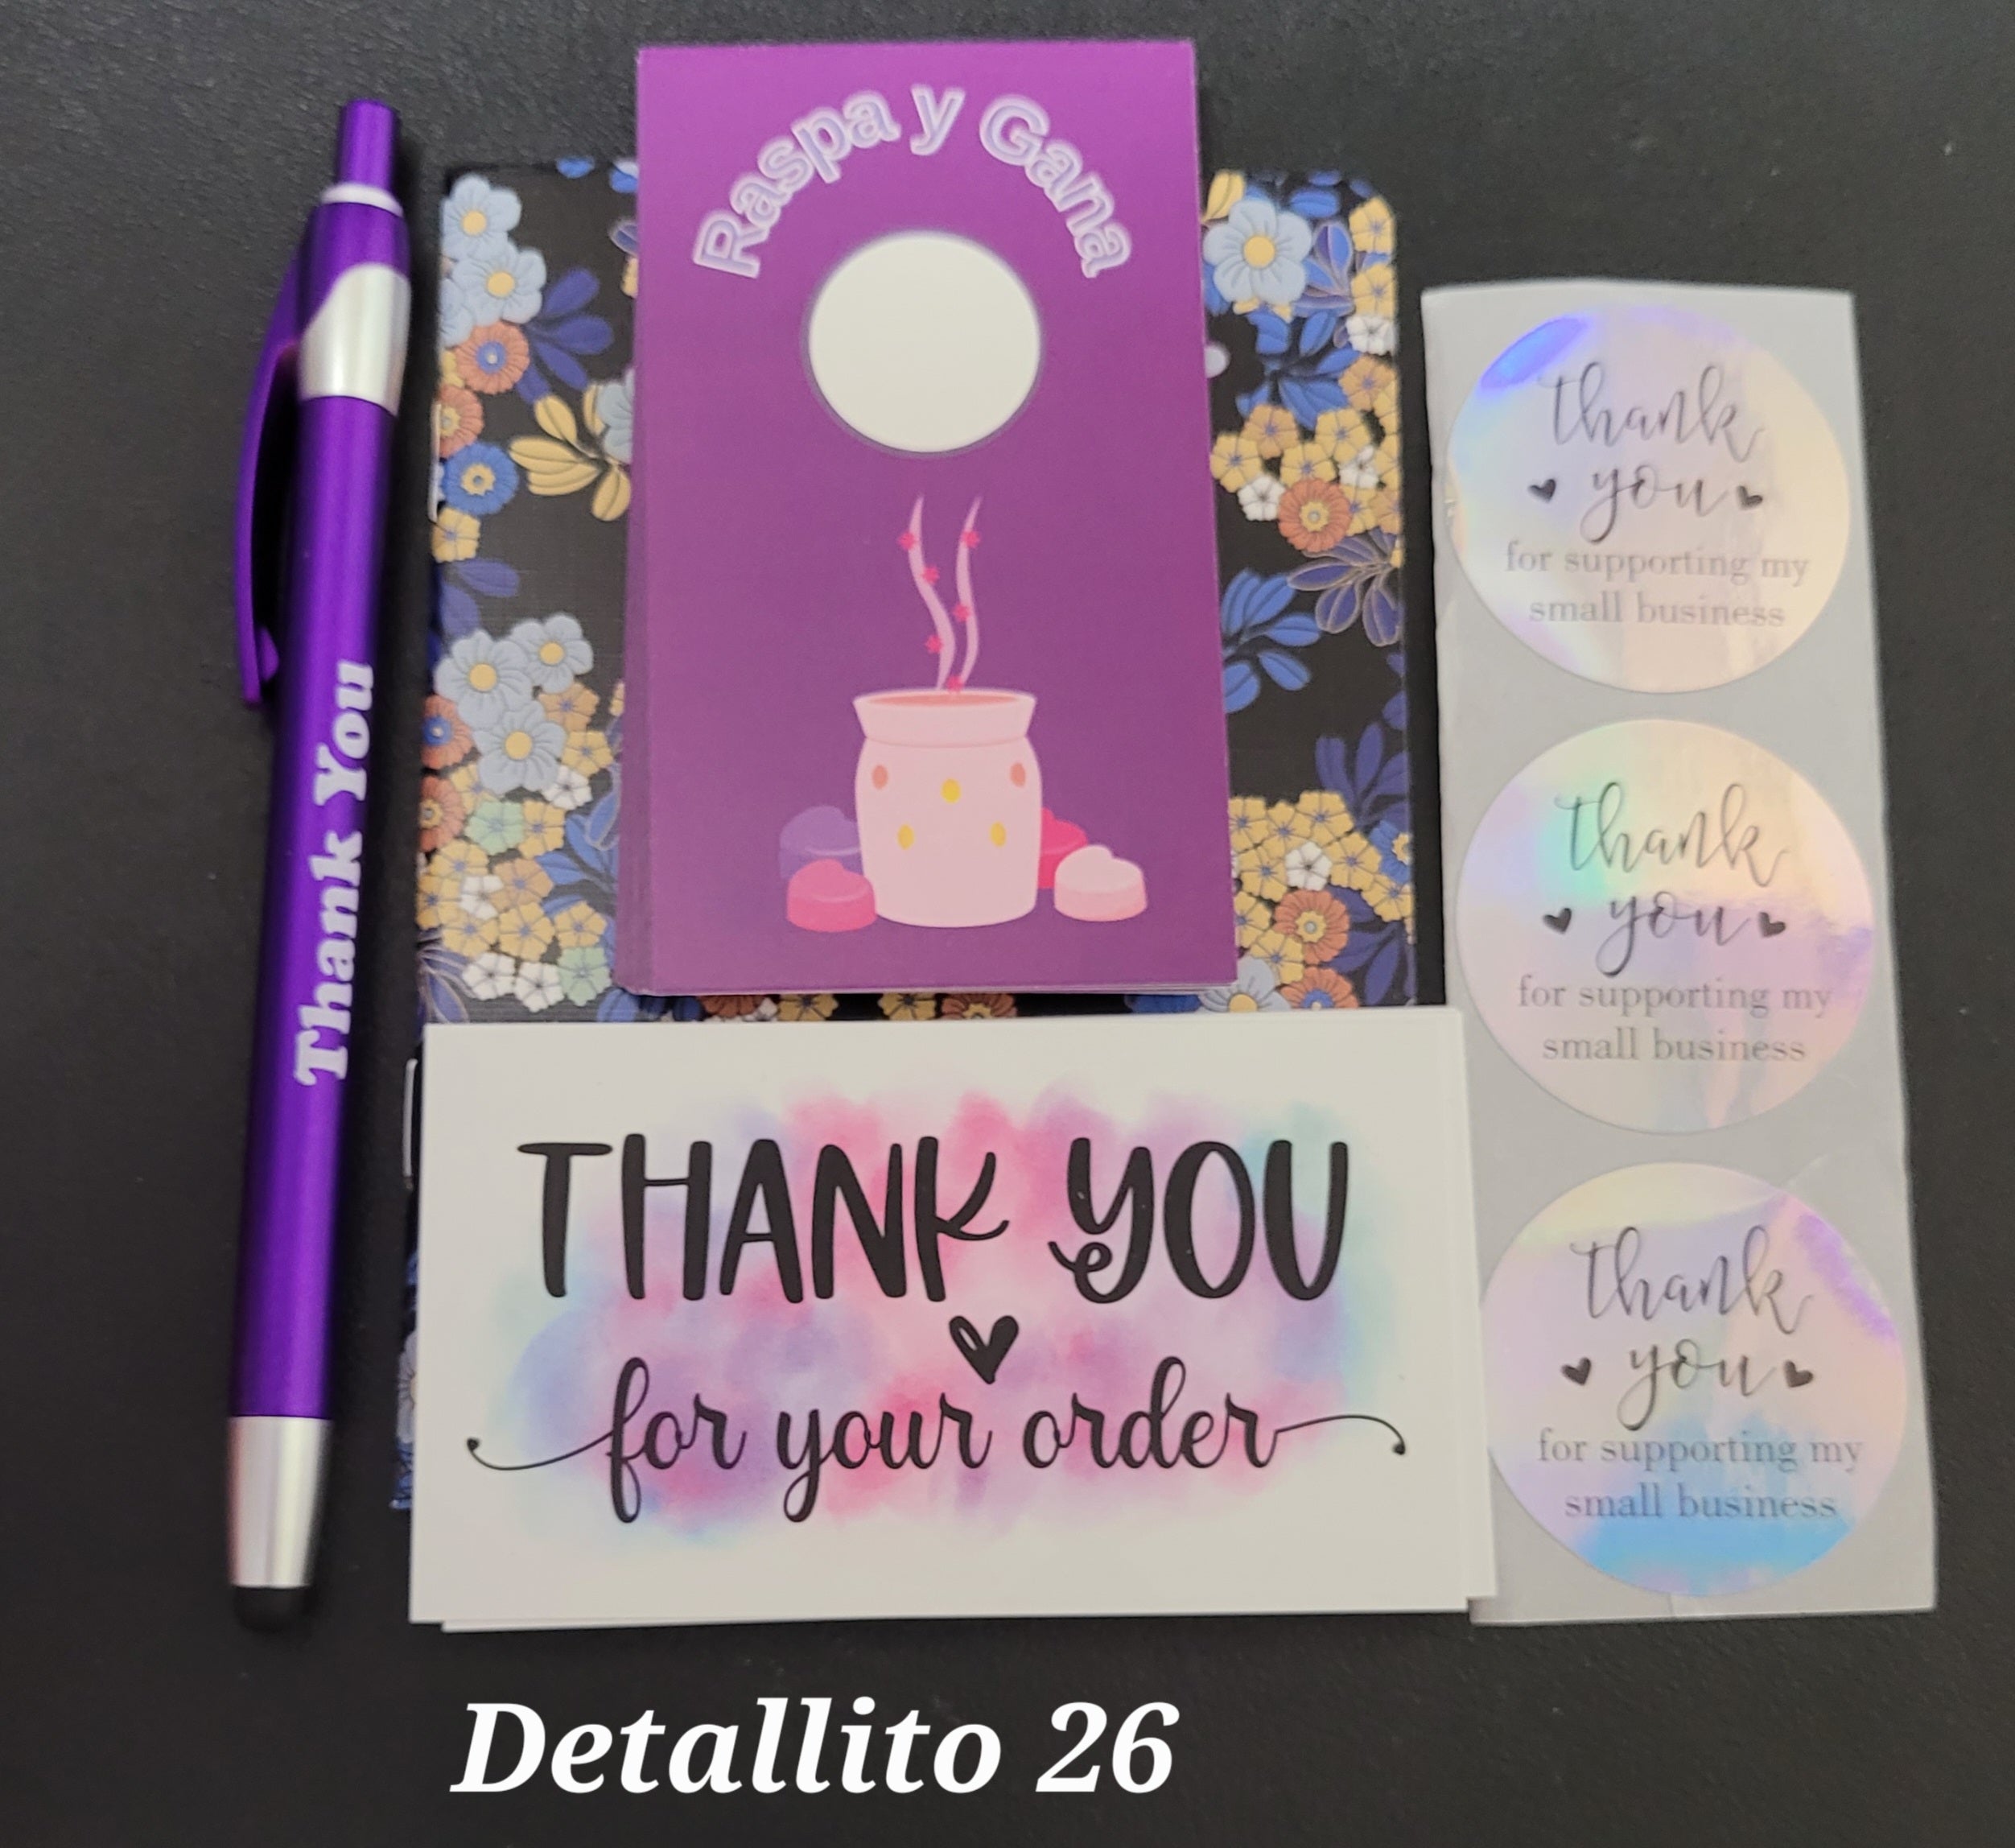 Raspa y Gana
Thank You
thank
you
for supporting my
small business
thank
you
for supporting my
small business
thank
you
for supporting my
small business
THANK YOU
for your order
Detallito 26